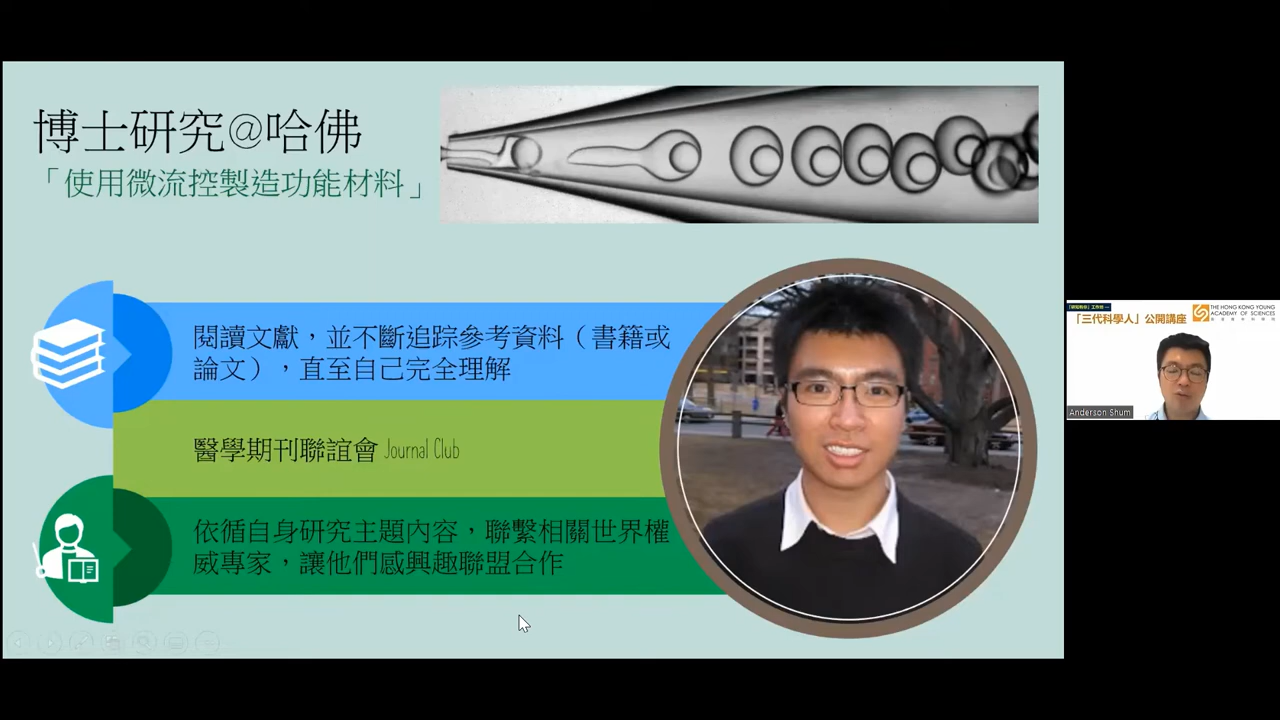 博士研究@哈佛
「使用微流控製造功能材料」
閱讀文獻，並不斷追踪參考資料（書籍或
論文），直至自己完全理解
醫學期刊聯誼會 Journal Club
依循自身研究主題內容，聯繫相關世界權
威專家，讓他們感興趣聯盟合作
「三代科學人」公開講座
THE HONG KONG YOUNG
ACADEMY OF SCIENCES
Anderson Shum